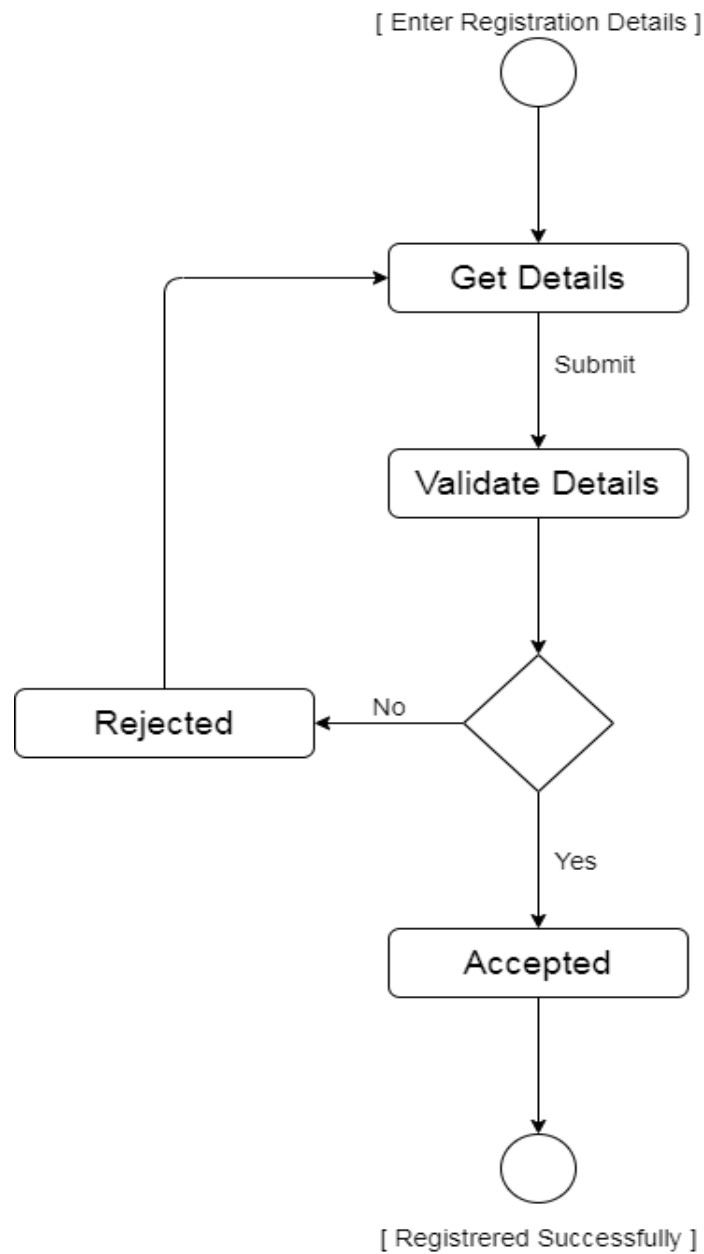 [ Enter Registration Details ]
Get Details
Submit
Validate Details
No
Rejected
Yes
Accepted
[ Registrered Successfully ]